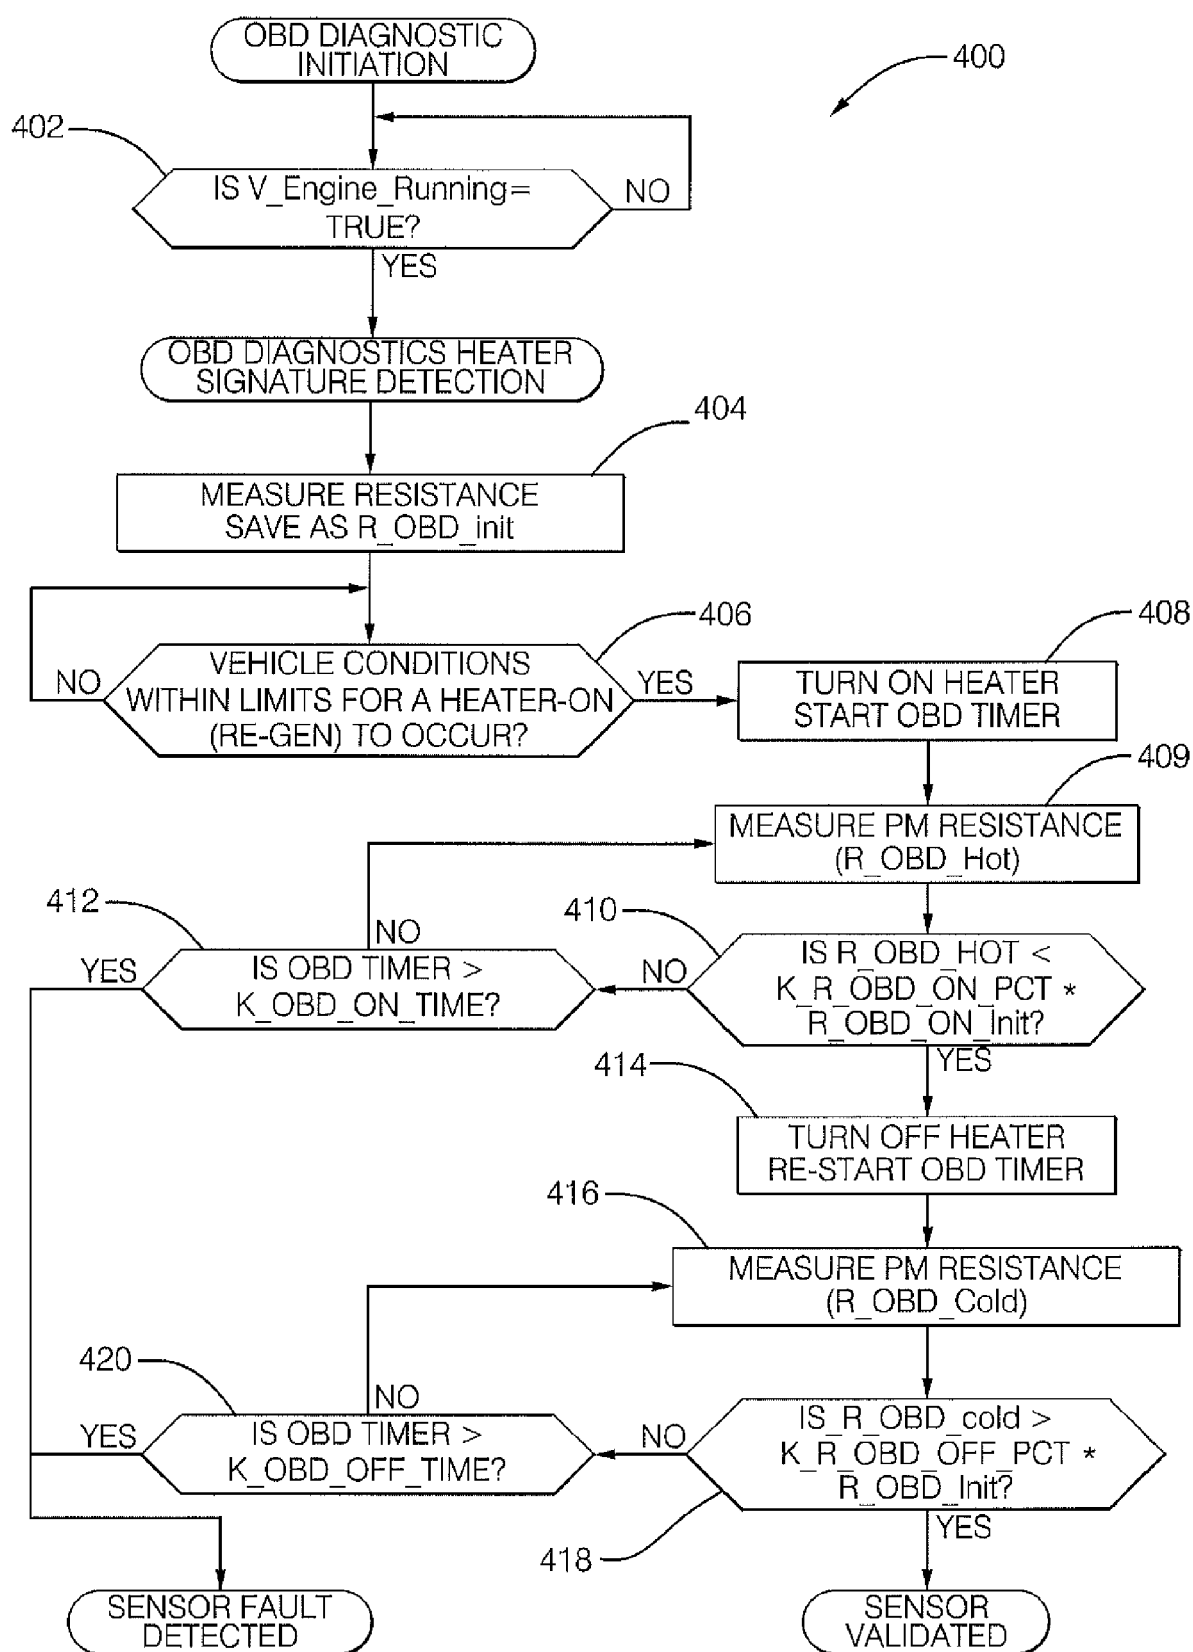 OBD DIAGNOSTIC
INITIATION
400
402
IS V_Engine_Running=
TRUE?
NO
YES
OBD DIAGNOSTICS HEATER
SIGNATURE DETECTION
404
MEASURE RESISTANCE
SAVE AS R_OBD_init
406
VEHICLE CONDITIONS
WITHIN LIMITS FOR A HEATER-ON
(RE-GEN) TO OCCUR?
NO
YES
408
TURN ON HEATER
START OBD TIMER
409
MEASURE PM RESISTANCE
(R_OBD_Hot)
410
IS R_OBD_HOT <
K_R_OBD_ON_PCT *
R_OBD_ON_Init?
NO
YES
412
IS OBD TIMER >
K_OBD_ON_TIME?
NO
YES
414
TURN OFF HEATER
RE-START OBD TIMER
416
MEASURE PM RESISTANCE
(R_OBD_Cold)
418
IS_R_OBD_cold >
K_R_OBD_OFF_PCT *
R_OBD_Init?
NO
YES
420
IS OBD TIMER >
K_OBD_OFF_TIME?
NO
YES
SENSOR FAULT
DETECTED
SENSOR
VALIDATED